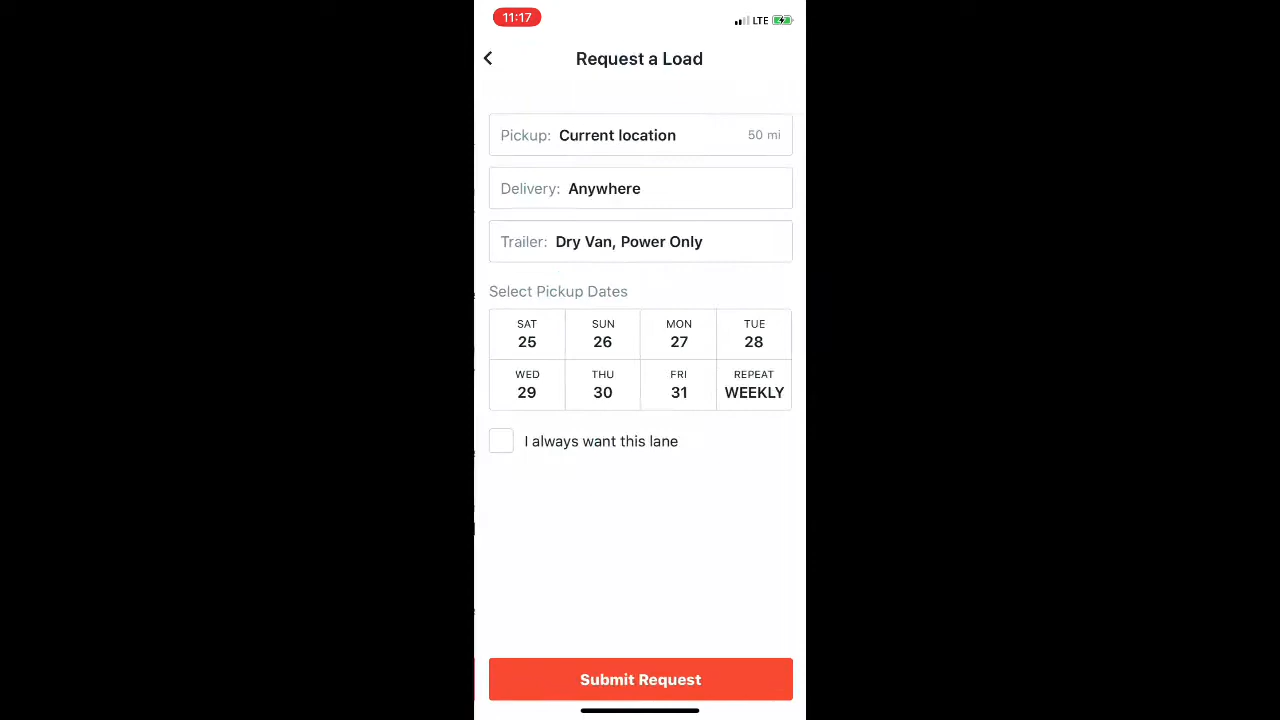 11:17
LTE
Request a Load
Pickup: Current location 50 mi
Delivery: Anywhere
Trailer: Dry Van, Power Only
Select Pickup Dates
SAT SUN MON TUE
25 26 27 28
WED THU FRI REPEAT
29 30 31 WEEKLY
I always want this lane
Submit Request